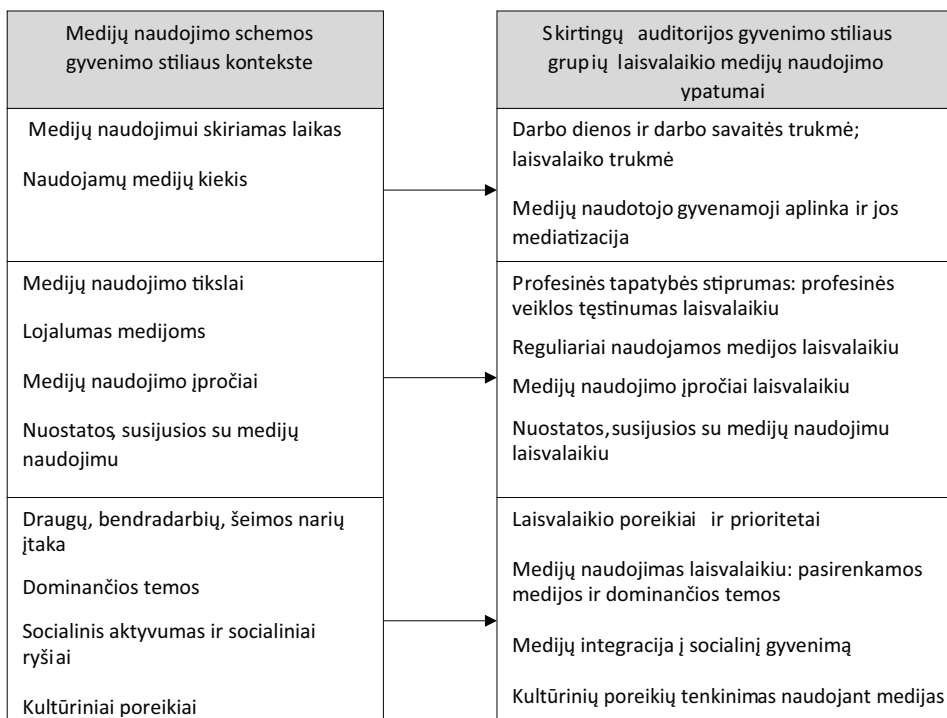 Medijų naudojimo schemos
gyvenimo stiliaus kontekste
Skirtingų auditorijos gyvenimo stiliaus
grupių laisvalaikio medijų naudojimo
ypatumai
Medijų naudojimui skiriamas laikas
Naudojamų medijų kiekis
Darbo dienos ir darbo savaitės trukmė;
laisvalaiko trukmė
Medijų naudotojo gyvenamoji aplinka ir jos
mediatizacija
Medijų naudojimo tikslai
Lojalumas medijoms
Medijų naudojimo įpročiai
Nuostatos, susijusios su medijų
naudojimu
Profesinės tapatybės stiprumas: profesinės
veiklos tęstinumas laisvalaikiu
Reguliariai naudojamos medijos laisvalaikiu
Medijų naudojimo įpročiai laisvalaikiu
Nuostatos, susijusios su medijų naudojimu
laisvalaikiu
Draugų, bendradarbių, šeimos narių
įtaka
Dominančios temos
Socialinis aktyvumas ir socialiniai
ryšiai
Kultūriniai poreikiai
Laisvalaikio poreikiai ir prioritetai
Medijų naudojimas laisvalaikiu: pasirenkamos
medijos ir dominančios temos
Medijų integracija į socialinį gyvenimą
Kultūrinių poreikių tenkinimas naudojant medijas